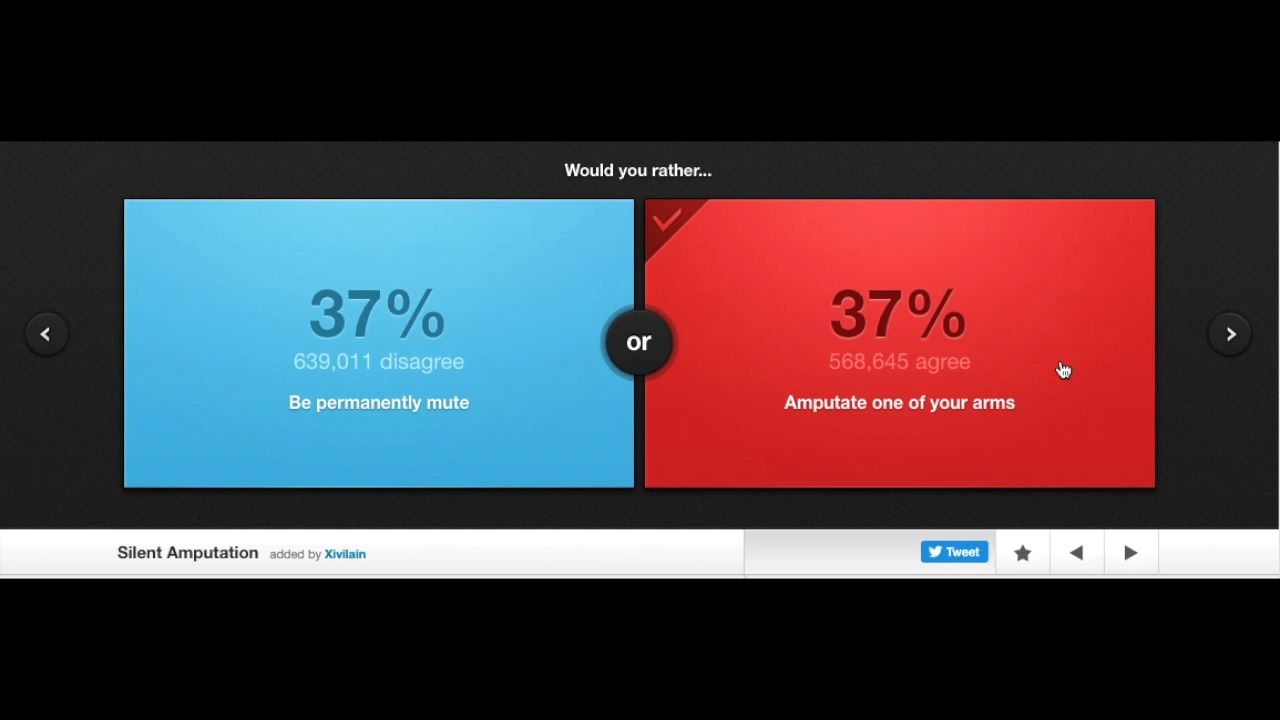 Would you rather...
37%
639,011 disagree
Be permanently mute
or
37%
568,645 agree
Amputate one of your arms
Silent Amputation added by Xivilain
Tweet